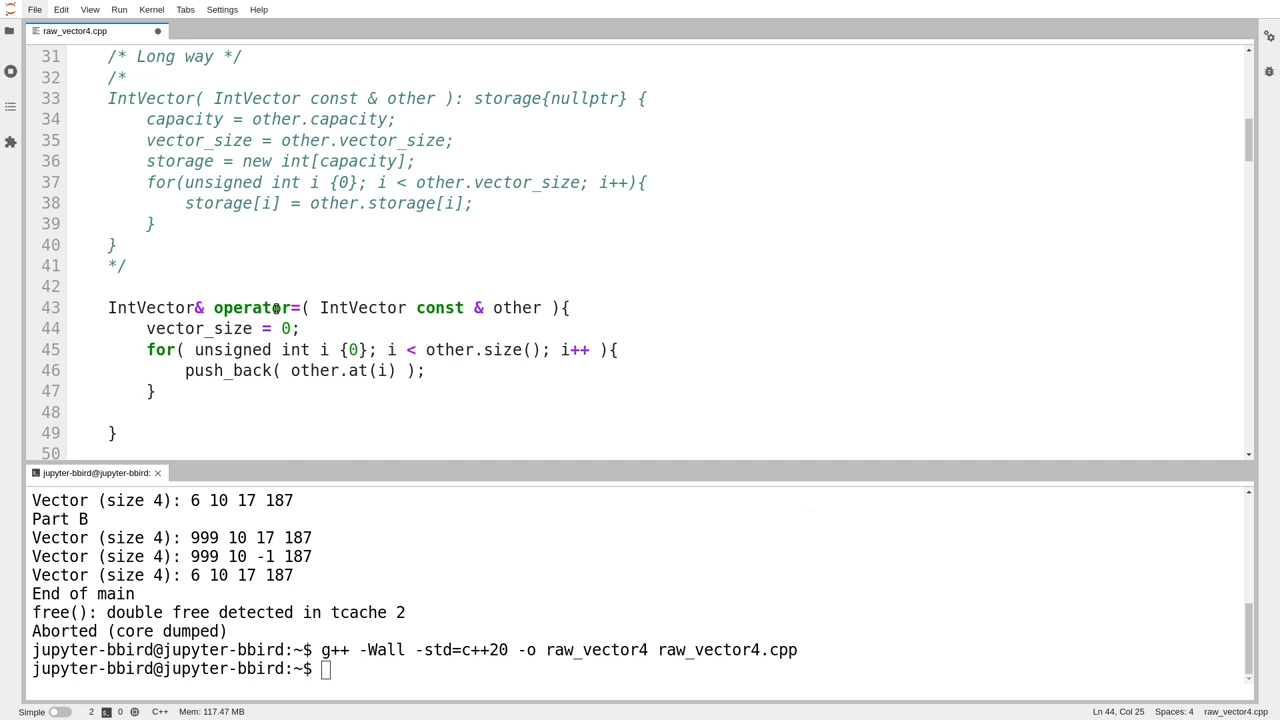 File Edit View Run Kernel Tabs Settings Help
raw_vector4.cpp
31 /* Long way */
32 /*
33 IntVector( IntVector const & other ): storage{nullptr} {
34 capacity = other.capacity;
35 vector_size = other.vector_size;
36 storage = new int[capacity];
37 for(unsigned int i {0}; i < other.vector_size; i++){
38 storage[i] = other.storage[i];
39 }
40 }
41 */
42
43 IntVector& operator=( IntVector const & other ){
44 vector_size = 0;
45 for( unsigned int i {0}; i < other.size(); i++ ){
46 push_back( other.at(i) );
47 }
48
49 }
50
jupyter-bbird@jupyter-bbird:
Vector (size 4): 6 10 17 187
Part B
Vector (size 4): 999 10 17 187
Vector (size 4): 999 10 -1 187
Vector (size 4): 6 10 17 187
End of main
free(): double free detected in tcache 2
Aborted (core dumped)
jupyter-bbird@jupyter-bbird:~$ g++ -Wall -std=c++20 -o raw_vector4 raw_vector4.cpp
jupyter-bbird@jupyter-bbird:~$
Simple 2 0 C++ Mem: 117.47 MB Ln 44, Col 25 Spaces: 4 raw_vector4.cpp